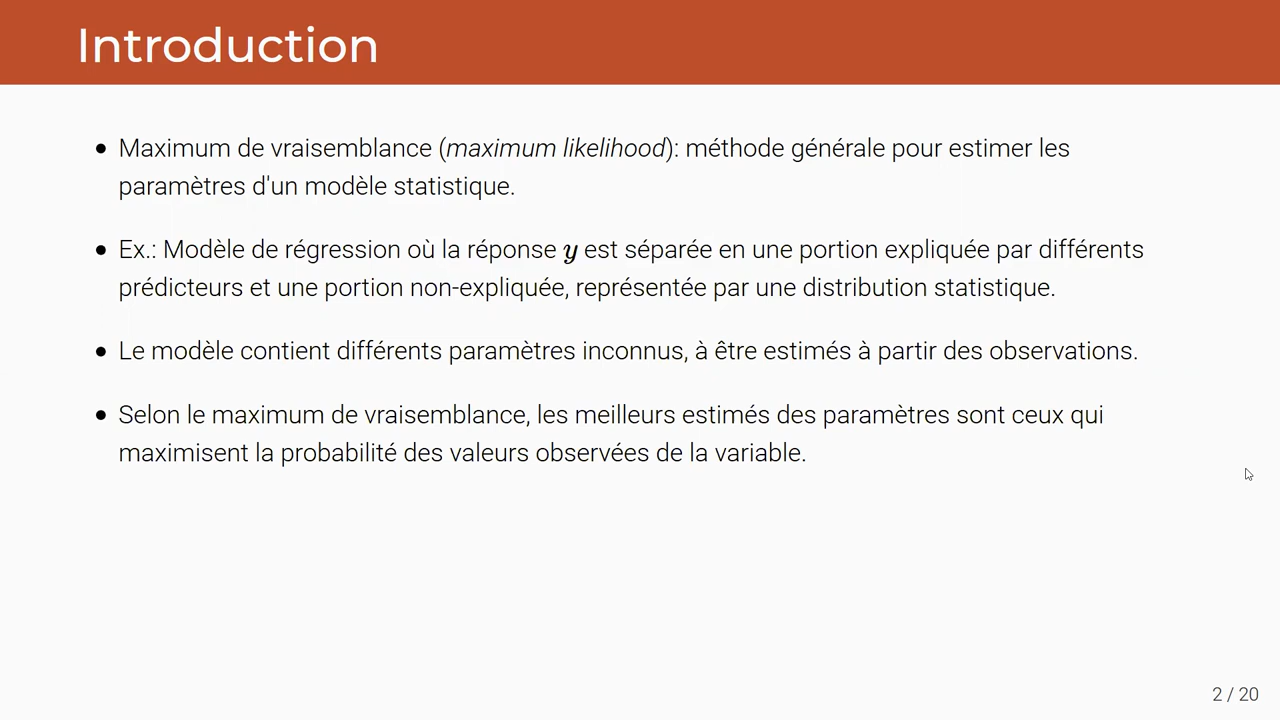 Introduction
Maximum de vraisemblance (maximum likelihood): méthode générale pour estimer les
paramètres d'un modèle statistique.
Ex.: Modèle de régression où la réponse y est séparée en une portion expliquée par différents
prédicteurs et une portion non-expliquée, représentée par une distribution statistique.
Le modèle contient différents paramètres inconnus, à être estimés à partir des observations.
Selon le maximum de vraisemblance, les meilleurs estimés des paramètres sont ceux qui
maximisent la probabilité des valeurs observées de la variable.
2 / 20